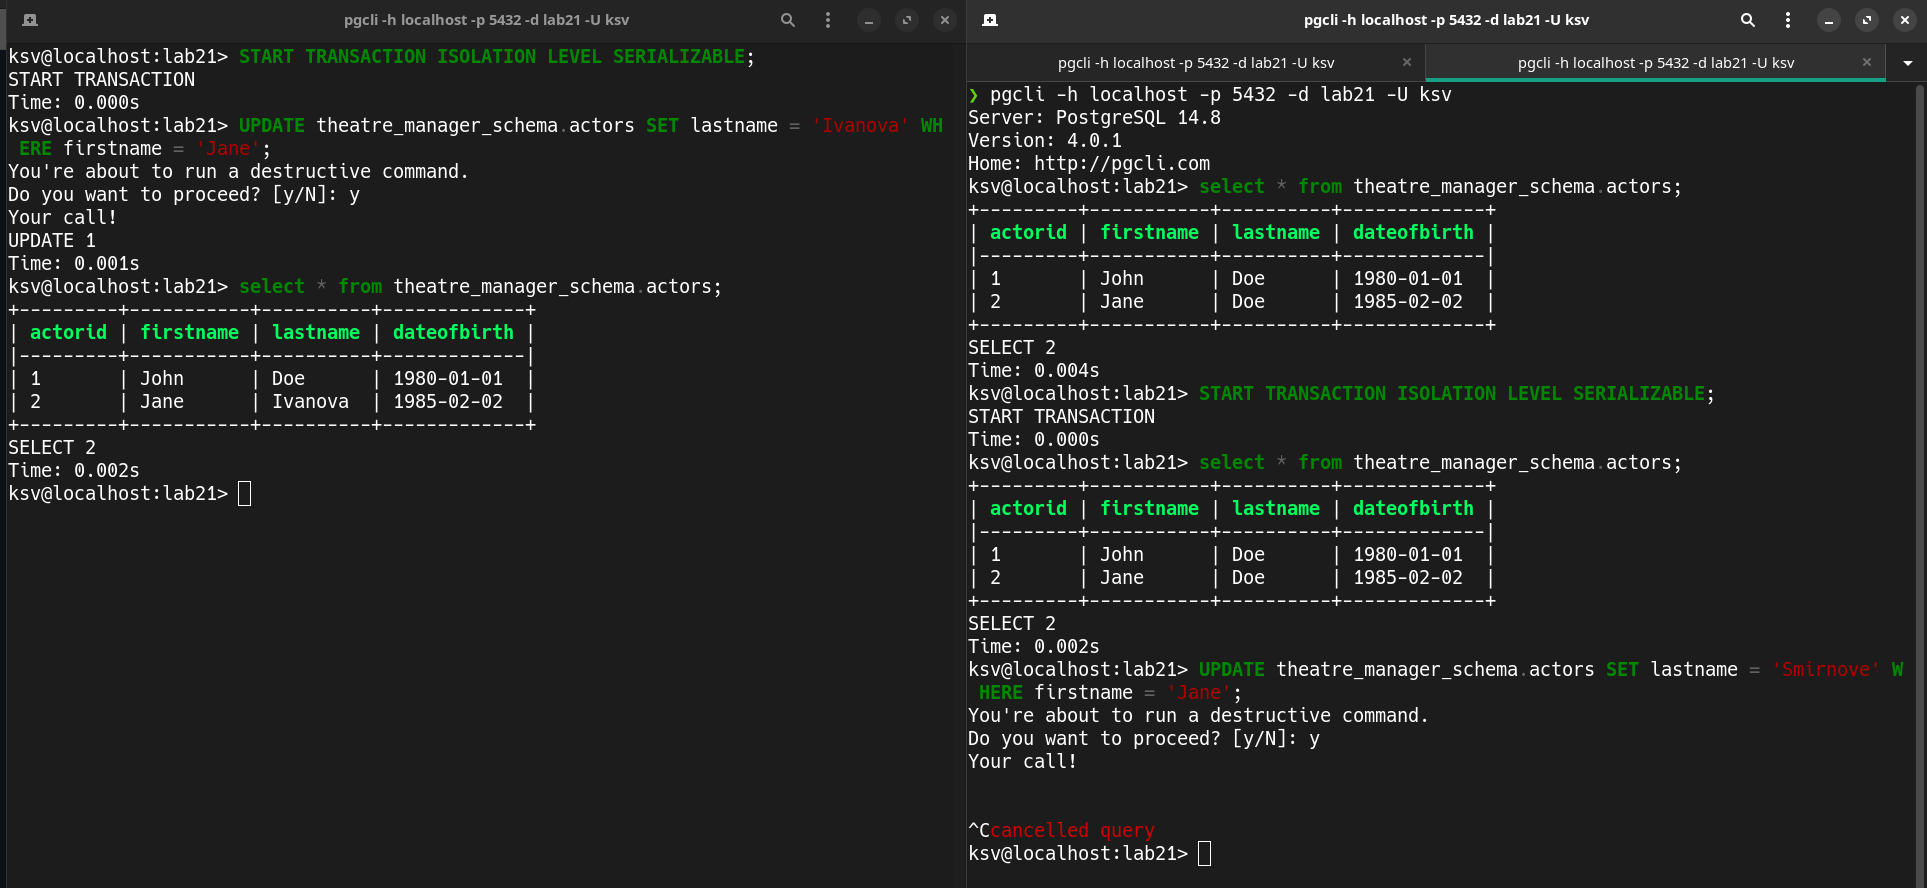 pgcli -h localhost -p 5432 -d lab21 -U ksv
ksv@localhost:lab21> START TRANSACTION ISOLATION LEVEL SERIALIZABLE;
START TRANSACTION
Time: 0.000s
ksv@localhost:lab21> UPDATE theatre_manager_schema.actors SET lastname = 'Ivanova' WH
ERE firstname = 'Jane';
You're about to run a destructive command.
Do you want to proceed? [y/N]: y
Your call!
UPDATE 1
Time: 0.001s
ksv@localhost:lab21> select * from theatre_manager_schema.actors;
+---------+-----------+----------+-------------+
| actorid | firstname | lastname | dateofbirth |
|---------+-----------+----------+-------------|
| 1       | John      | Doe      | 1980-01-01  |
| 2       | Jane      | Ivanova  | 1985-02-02  |
+---------+-----------+----------+-------------+
SELECT 2
Time: 0.002s
ksv@localhost:lab21>
pgcli -h localhost -p 5432 -d lab21 -U ksv
pgcli -h localhost -p 5432 -d lab21 -U ksv
pgcli -h localhost -p 5432 -d lab21 -U ksv
❯ pgcli -h localhost -p 5432 -d lab21 -U ksv
Server: PostgreSQL 14.8
Version: 4.0.1
Home: http://pgcli.com
ksv@localhost:lab21> select * from theatre_manager_schema.actors;
+---------+-----------+----------+-------------+
| actorid | firstname | lastname | dateofbirth |
|---------+-----------+----------+-------------|
| 1       | John      | Doe      | 1980-01-01  |
| 2       | Jane      | Doe      | 1985-02-02  |
+---------+-----------+----------+-------------+
SELECT 2
Time: 0.004s
ksv@localhost:lab21> START TRANSACTION ISOLATION LEVEL SERIALIZABLE;
START TRANSACTION
Time: 0.000s
ksv@localhost:lab21> select * from theatre_manager_schema.actors;
+---------+-----------+----------+-------------+
| actorid | firstname | lastname | dateofbirth |
|---------+-----------+----------+-------------|
| 1       | John      | Doe      | 1980-01-01  |
| 2       | Jane      | Doe      | 1985-02-02  |
+---------+-----------+----------+-------------+
SELECT 2
Time: 0.002s
ksv@localhost:lab21> UPDATE theatre_manager_schema.actors SET lastname = 'Smirnove' W
HERE firstname = 'Jane';
You're about to run a destructive command.
Do you want to proceed? [y/N]: y
Your call!
^Ccancelled query
ksv@localhost:lab21>